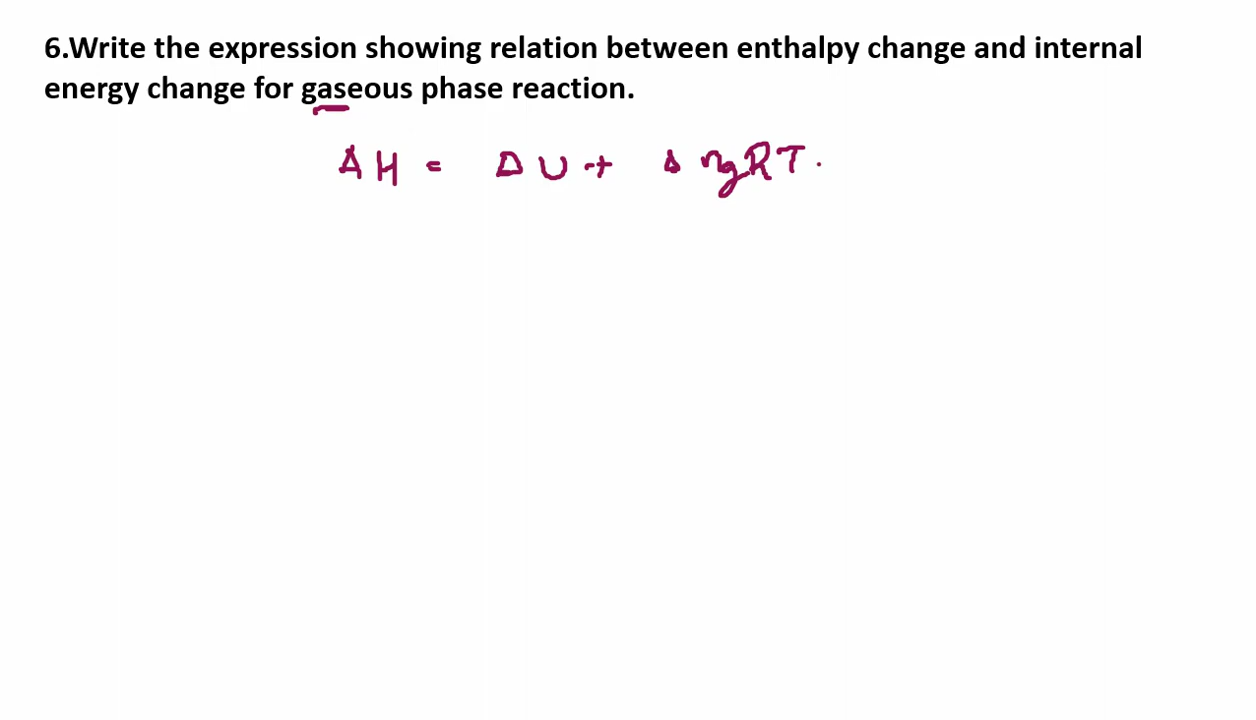 6.Write the expression showing relation between enthalpy change and internal
energy change for gaseous phase reaction.
ΔH = ΔU + ΔngRT.